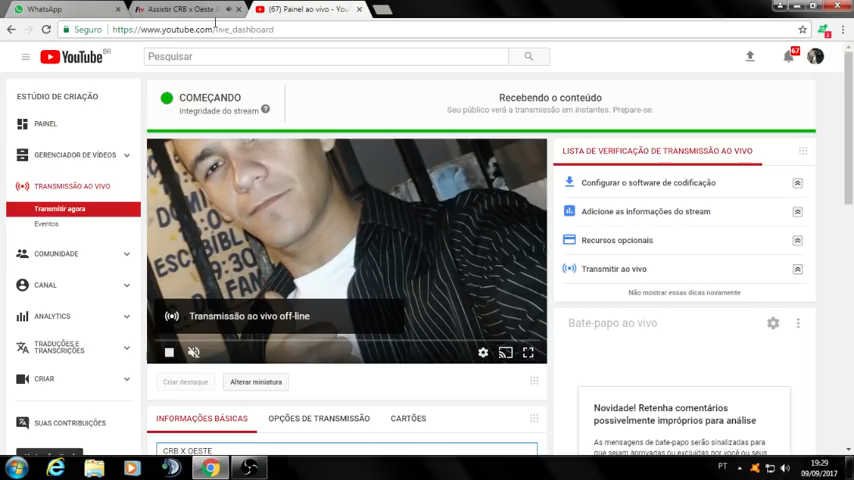 WhatsApp
Assistir CRB x Oeste A
(67) Painel ao vivo - You
Seguro
https://www.youtube.com/live_dashboard
YouTube BR
Pesquisar
67
ESTÚDIO DE CRIAÇÃO
PAINEL
GERENCIADOR DE VÍDEOS
TRANSMISSÃO AO VIVO
Transmitir agora
Eventos
COMUNIDADE
CANAL
ANALYTICS
TRADUÇÕES E
TRANSCRIÇÕES
CRIAR
SUAS CONTRIBUIÇÕES
COMEÇANDO
Integridade do stream ?
Recebendo o conteúdo
Seu público verá a transmissão em instantes. Prepare-se.
Transmissão ao vivo off-line
Criar destaque
Alterar miniatura
INFORMAÇÕES BÁSICAS
OPÇÕES DE TRANSMISSÃO
CARTÕES
CRB X OESTE
LISTA DE VERIFICAÇÃO DE TRANSMISSÃO AO VIVO
Configurar o software de codificação
Adicione as informações do stream
Recursos opcionais
Transmitir ao vivo
Não mostrar essas dicas novamente
Bate-papo ao vivo
Novidade! Retenha comentários
possivelmente impróprios para análise
As mensagens de bate-papo serão sinalizadas para
PT
19:29
09/09/2017